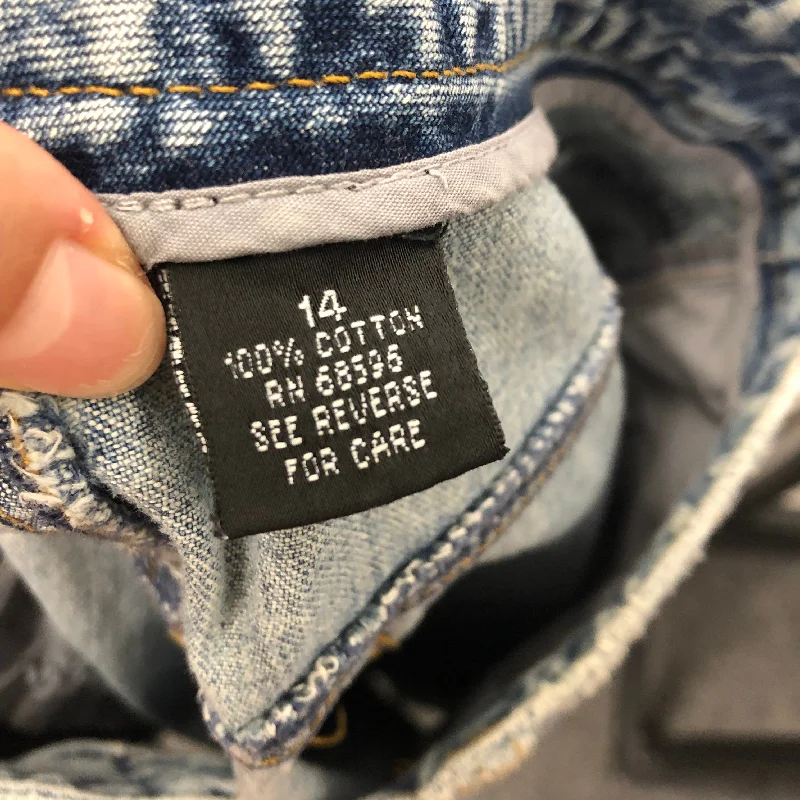 14
100% COTTON
RN 68596
SEE REVERSE
FOR CARE